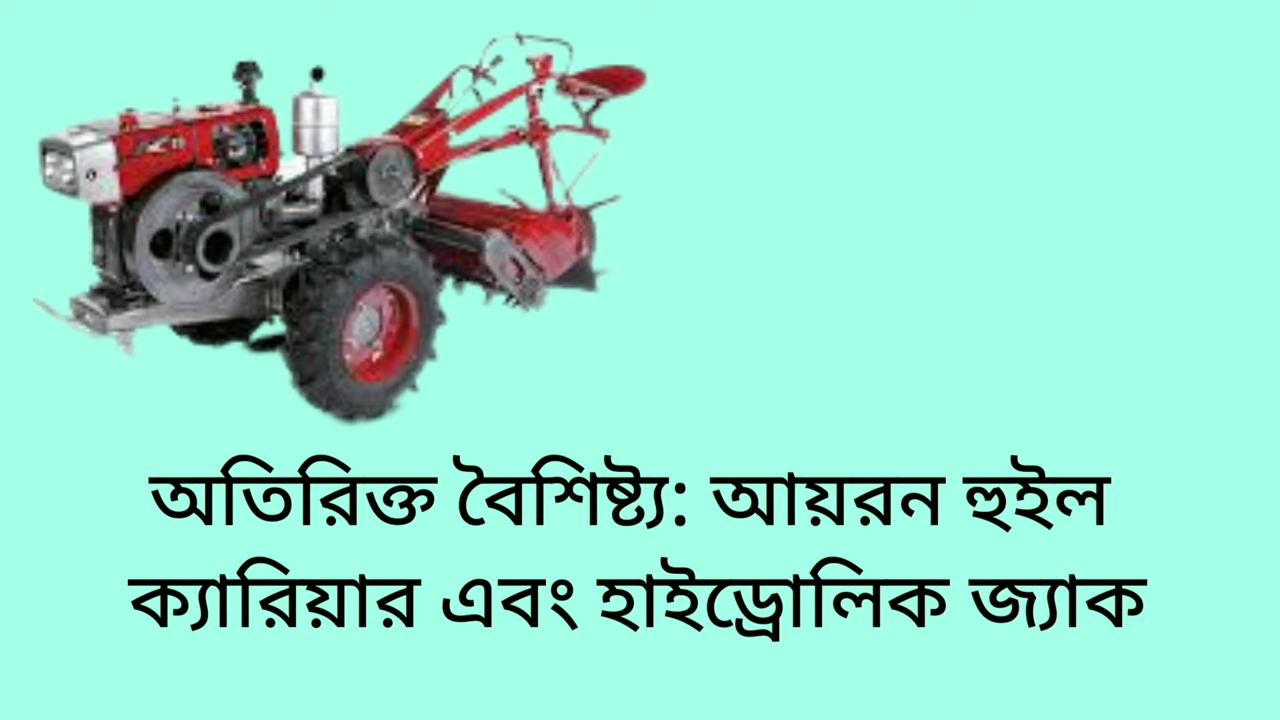 অতিরিক্ত বৈশিষ্ট্য: আয়রন হুইল
ক্যারিয়ার এবং হাইড্রোলিক জ্যাক